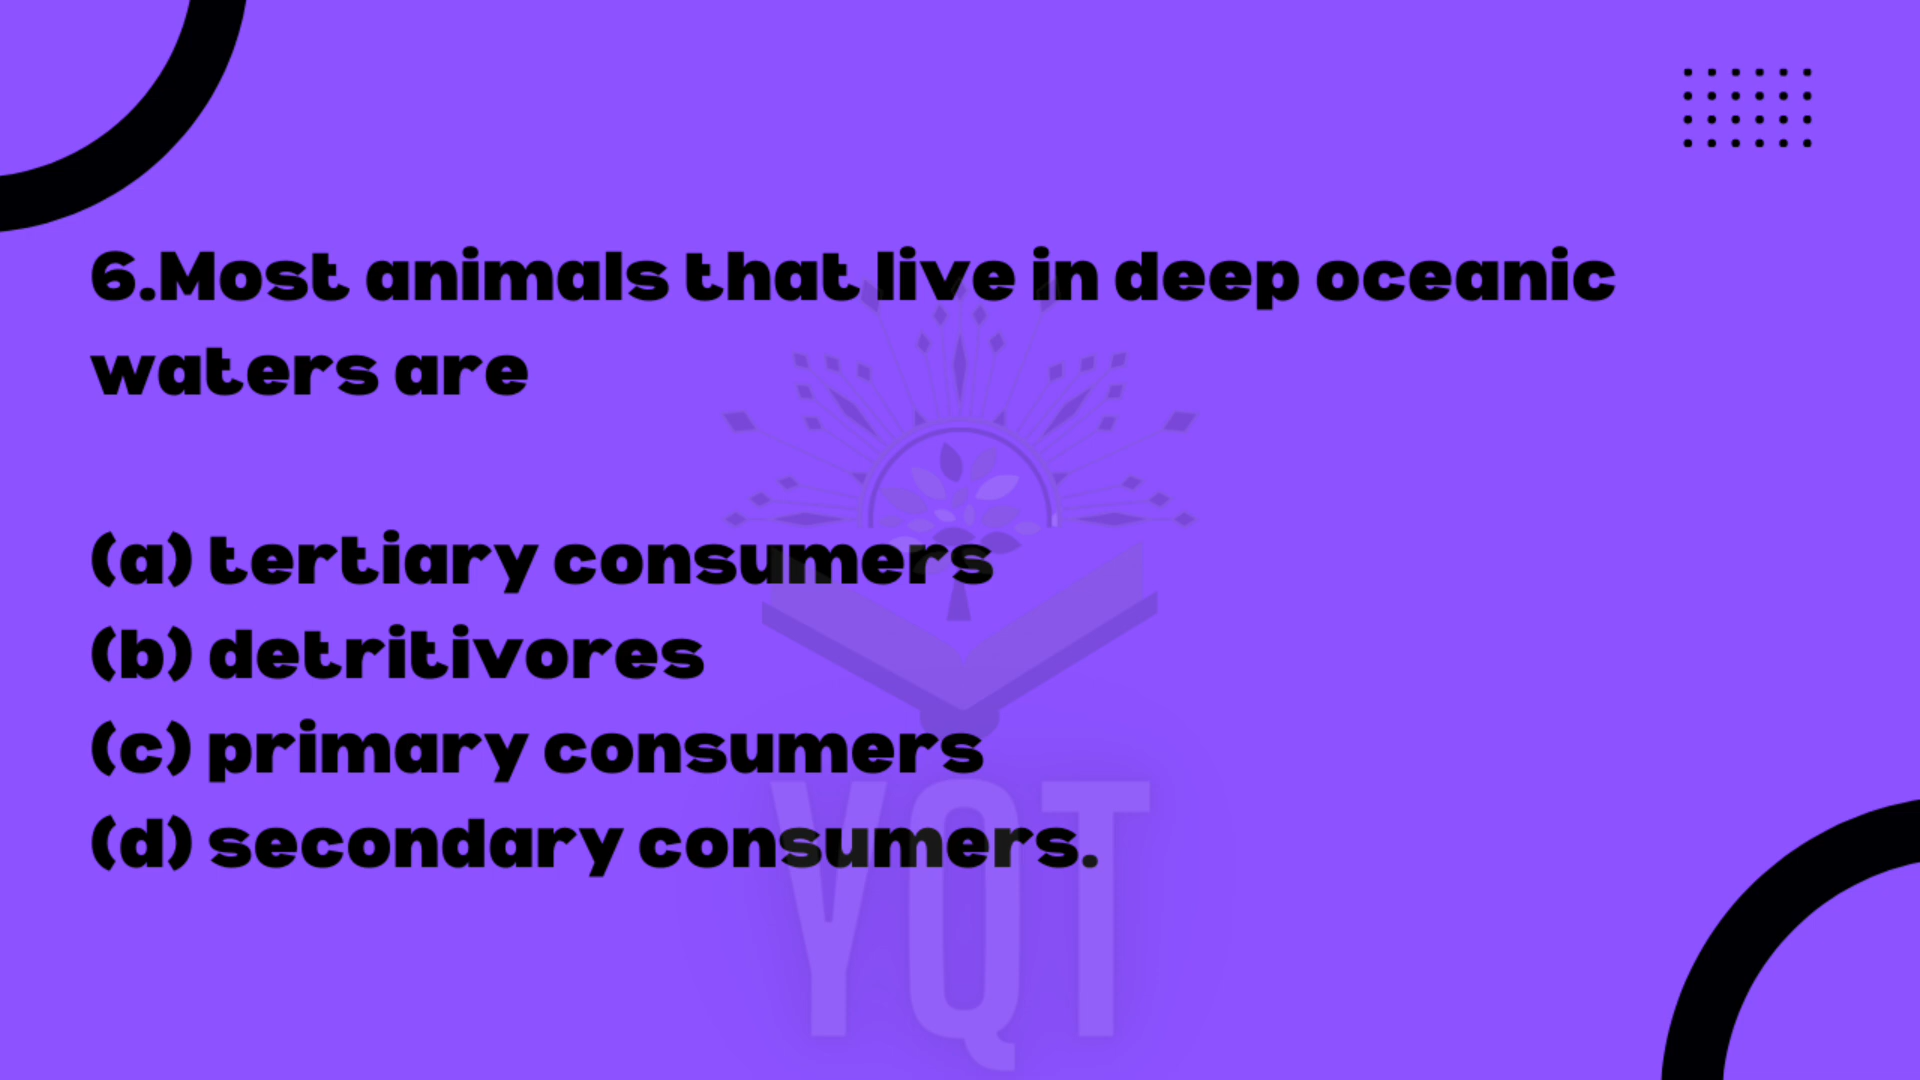 6.Most animals that live in deep oceanic
waters are
(a) tertiary consumers
(b) detritivores
(c) primary consumers
(d) secondary consumers.
YQT